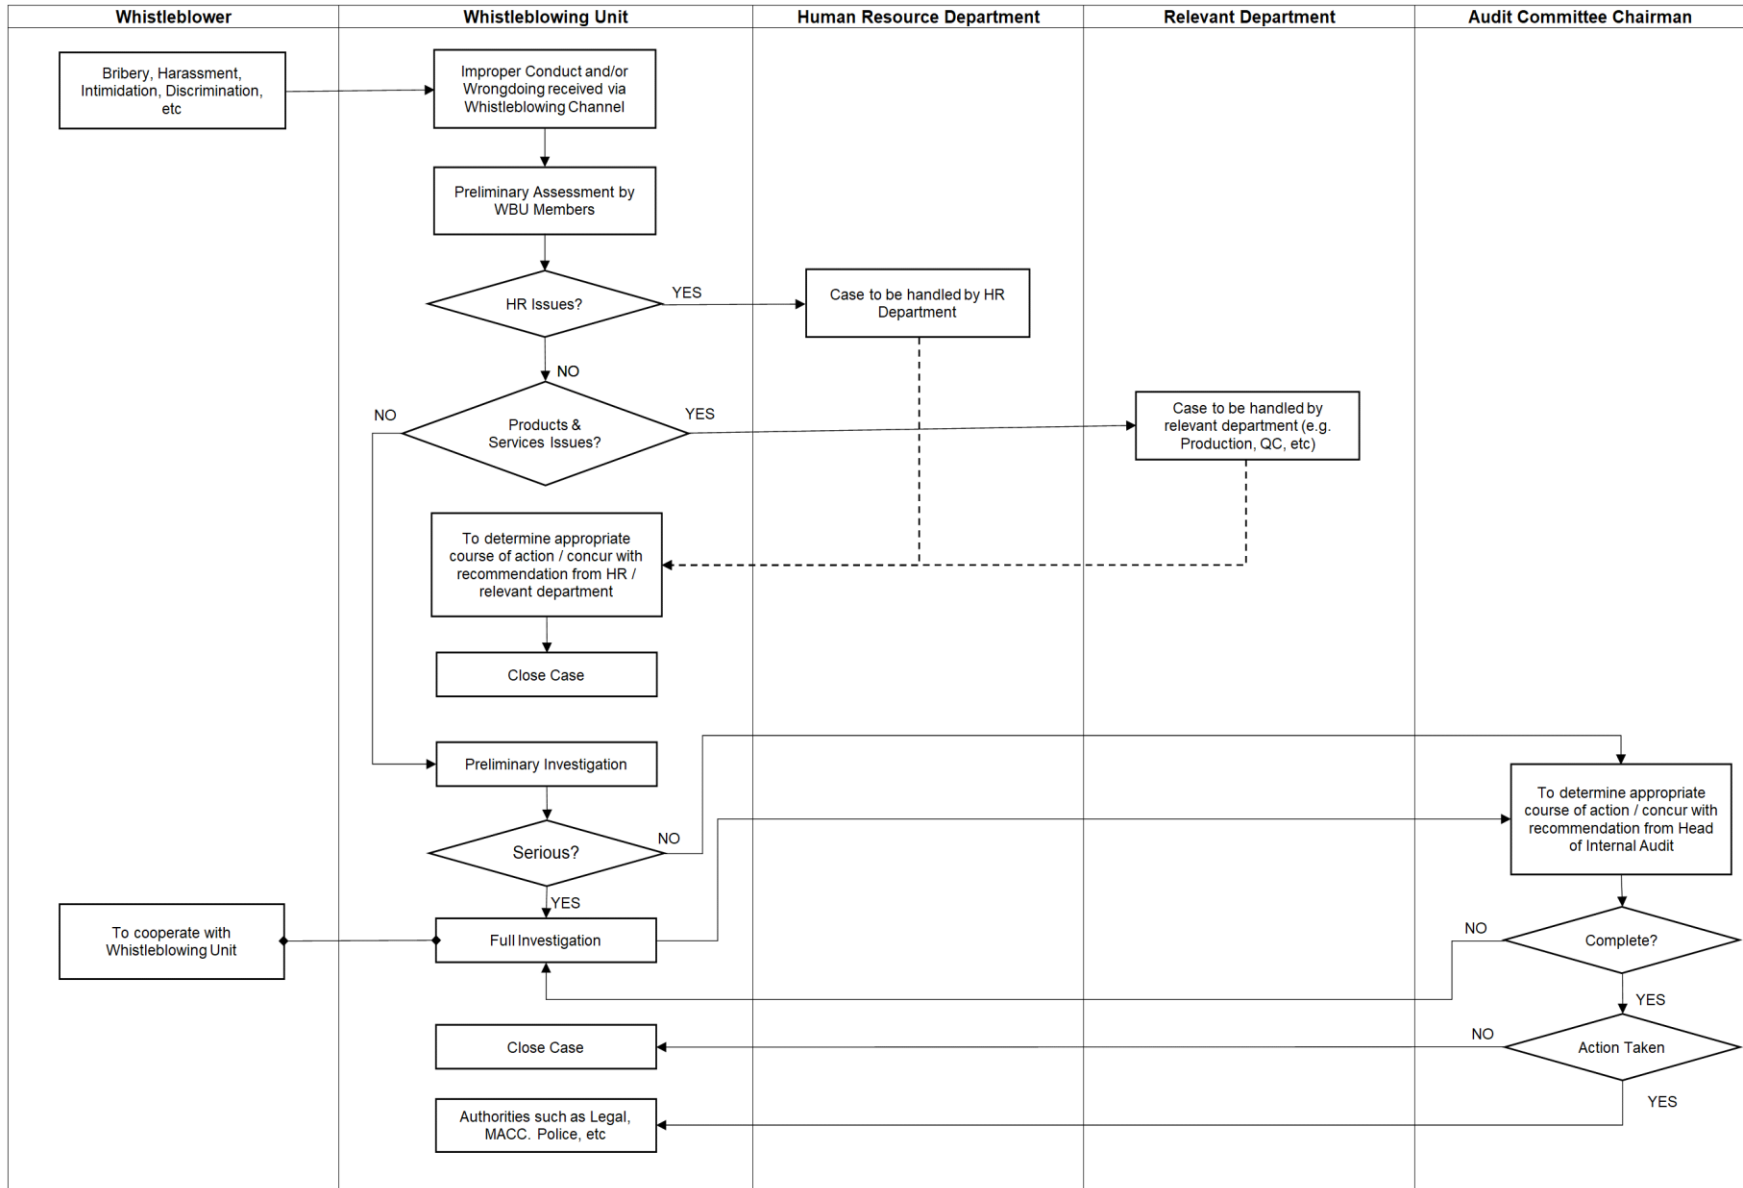 Whistleblower
Whistleblowing Unit
Human Resource Department
Relevant Department
Audit Committee Chairman
Bribery, Harassment,
Intimidation, Discrimination,
etc
Improper Conduct and/or
Wrongdoing received via
Whistleblowing Channel
Preliminary Assessment by
WBU Members
HR Issues?
YES
Case to be handled by HR
Department
NO
Products &
Services Issues?
NO
YES
Case to be handled by
relevant department (e.g.
Production, QC, etc)
To determine appropriate
course of action / concur with
recommendation from HR /
relevant department
Close Case
Preliminary Investigation
Serious?
NO
To determine appropriate
course of action / concur with
recommendation from Head
of Internal Audit
YES
To cooperate with
Whistleblowing Unit
Full Investigation
NO
Complete?
YES
Close Case
NO
Action Taken
YES
Authorities such as Legal,
MACC. Police, etc